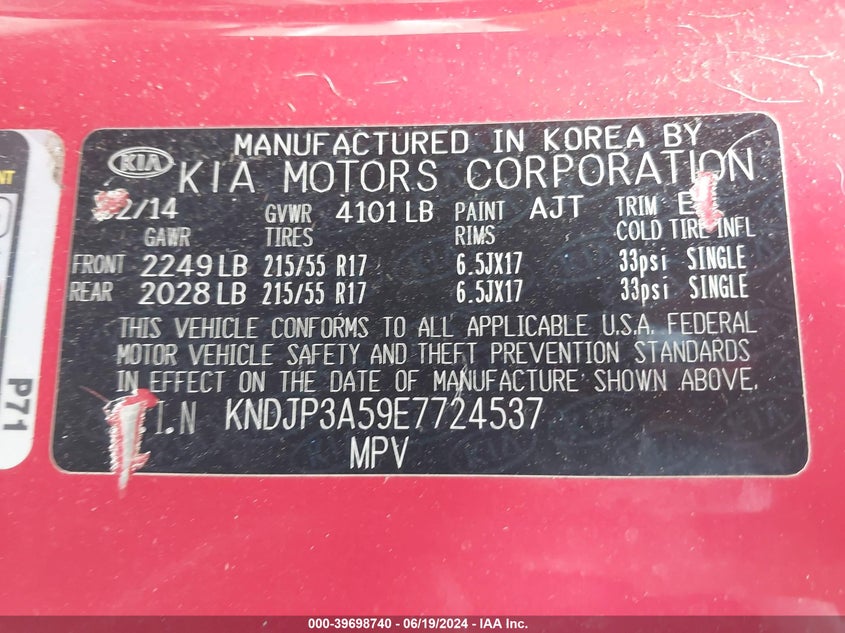 MANUFACTURED IN KOREA BY
KIA KIA MOTORS CORPORATION
2/14 GVWR 4101 LB PAINT AJT TRIM
GAWR TIRES RIMS COLD TIRE INFL
FRONT 2249 LB 215/55 R17 6.5JX17 33psi SINGLE
REAR 2028 LB 215/55 R17 6.5JX17 33psi SINGLE
THIS VEHICLE CONFORMS TO ALL APPLICABLE U.S.A. FEDERAL
MOTOR VEHICLE SAFETY AND THEFT PREVENTION STANDARDS
IN EFFECT ON THE DATE OF MANUFACTURE SHOWN ABOVE.
.I.N KNDJP3A59E7724537
MPV
P71
000-39698740 - 06/19/2024 - IAA Inc.